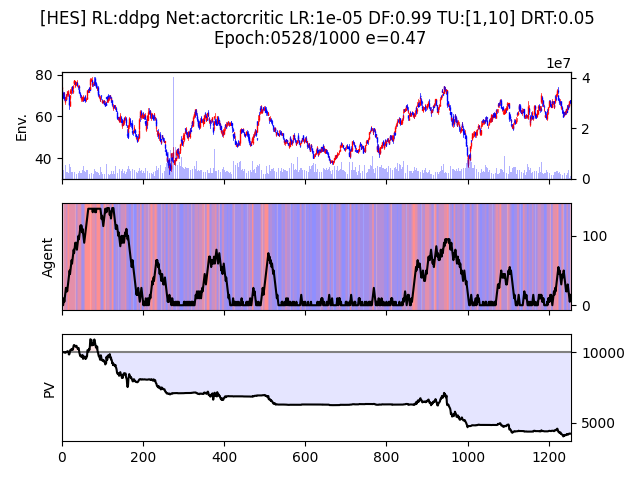 [HES] RL:ddpg Net:actorcritic LR:1e-05 DF:0.99 TU:[1,10] DRT:0.05
Epoch:0528/1000 e=0.47
1e7
80
60
40
Env.
4
2
0
Agent
100
0
PV
10000
5000
0 200 400 600 800 1000 1200